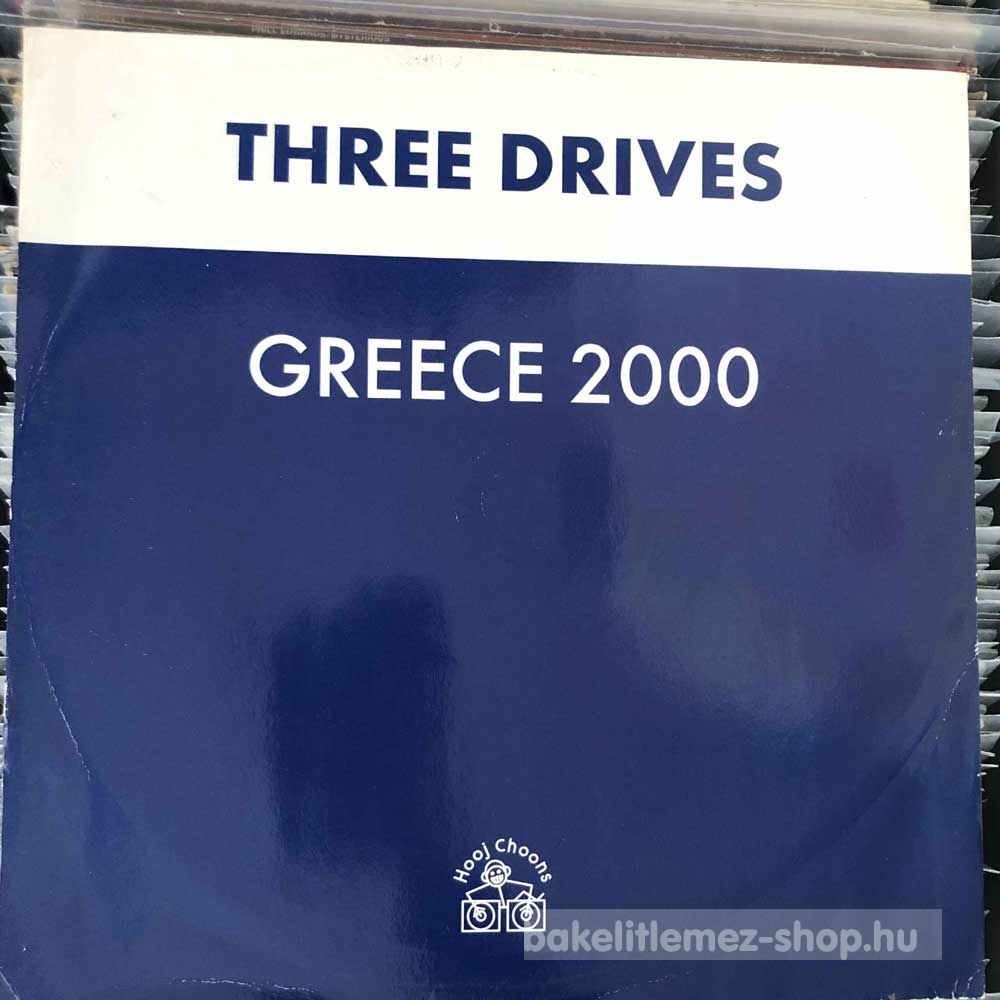 THREE DRIVES
GREECE 2000
Hooj Choons
bakelitlemez-shop.hu